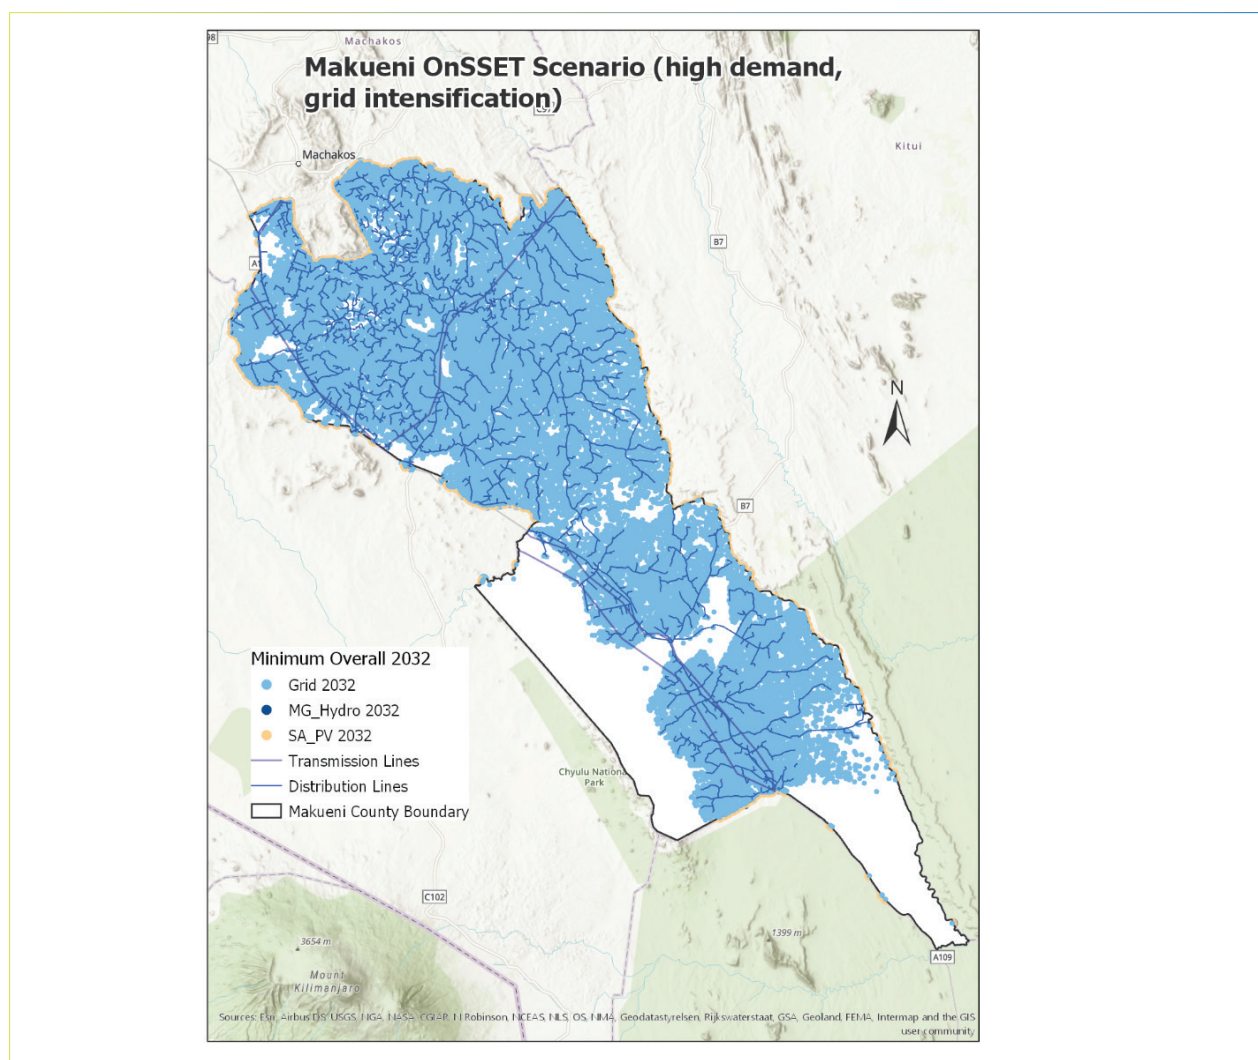 98
Machakos
Makueni OnSSET Scenario (high demand,
grid intensification)
C97
Kitui
Machakos
B7
A1
N
B7
Minimum Overall 2032
Grid 2032
MG_Hydro 2032
SA_PV 2032
Transmission Lines
Distribution Lines
Makueni County Boundary
Chyulu National
Park
C102
3654 m
1399 m
Mount
Kilimanjaro
A109
Sources: Esri, Airbus DS, USGS, NGA, NASA, CGIAR, N Robinson, NCEAS, NLS, OS, NMA, Geodatastyrelsen, Rijkswaterstaat, GSA, Geoland, FEMA, Intermap and the GIS
user community